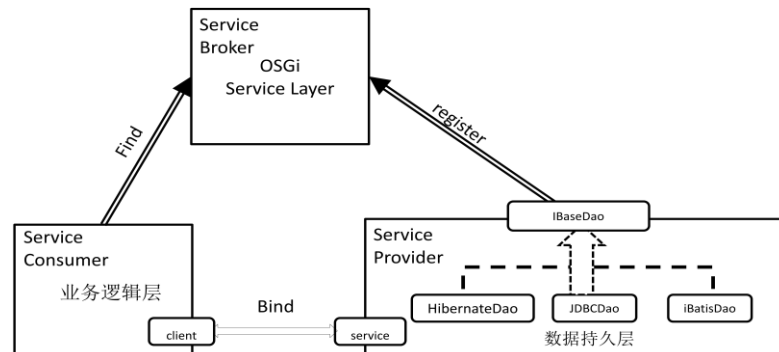 Service
Broker
OSGi
Service Layer
Find
register
IBaseDao
Service
Consumer
业务逻辑层
Service
Provider
HibernateDao
JDBCDao
iBatisDao
Bind
client
service
数据持久层